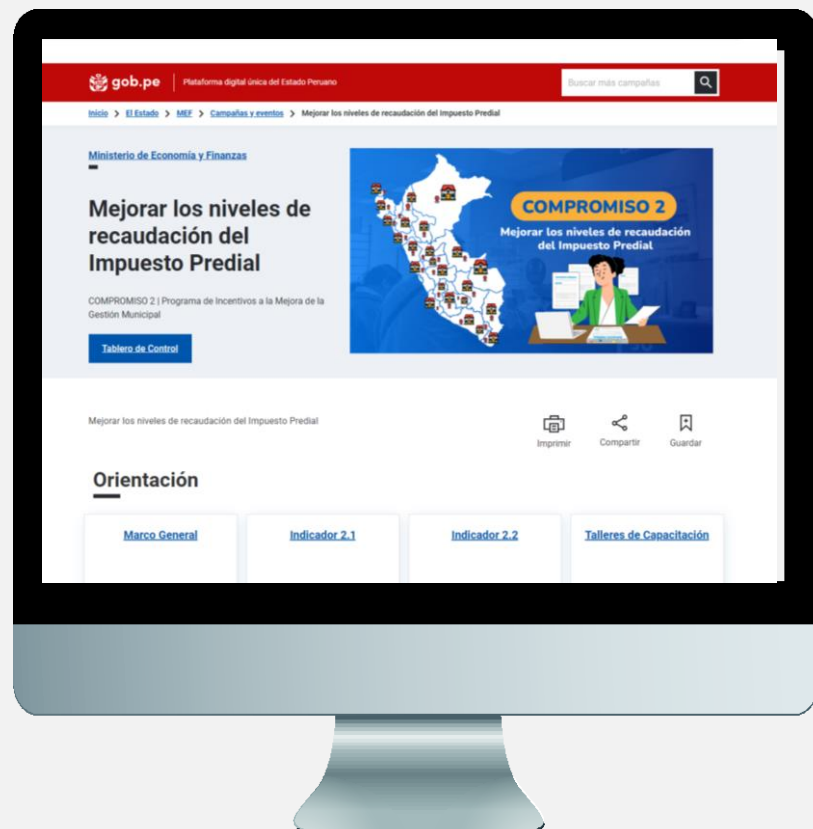 gob.pe
Plataforma digital única del Estado Peruano
Buscar más campañas
Inicio > El Estado > MEF > Campañas y eventos > Mejorar los niveles de recaudación del Impuesto Predial
Ministerio de Economía y Finanzas
Mejorar los niveles de
recaudación del
Impuesto Predial
COMPROMISO 2 | Programa de Incentivos a la Mejora de la
Gestión Municipal
Tablero de Control
COMPROMISO 2
Mejorar los niveles de recaudación
del Impuesto Predial
Mejorar los niveles de recaudación del Impuesto Predial
Imprimir
Compartir
Guardar
Orientación
Marco General
Indicador 2.1
Indicador 2.2
Talleres de Capacitación